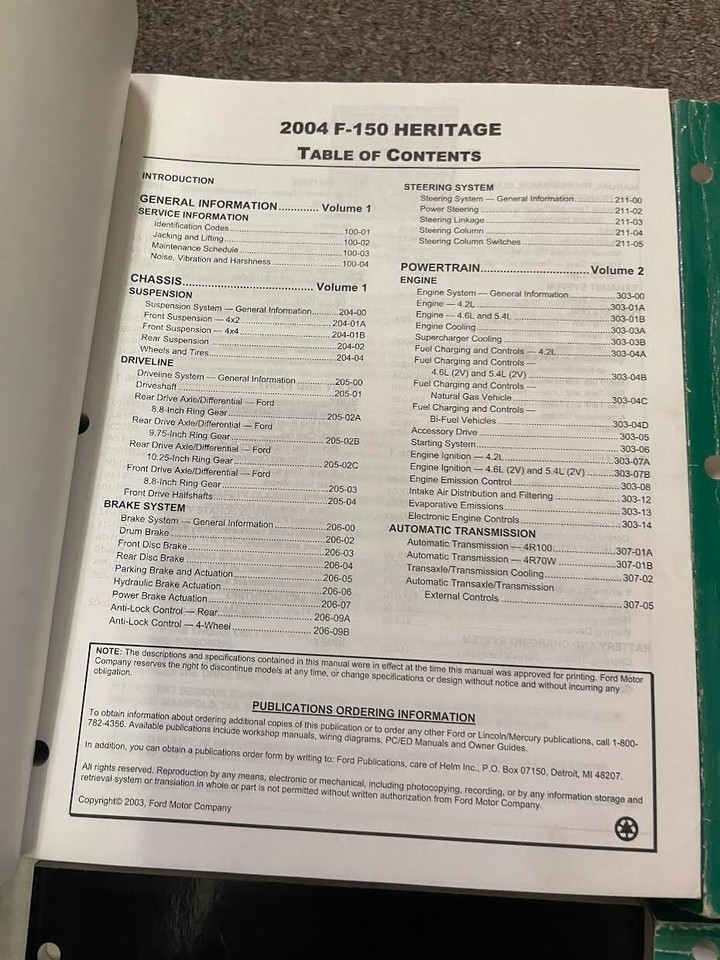 2004 F-150 HERITAGE
TABLE OF CONTENTS
INTRODUCTION
GENERAL INFORMATION............ Volume 1
SERVICE INFORMATION
Identification Codes........100-01
Jacking and Lifting........100-02
Maintenance Schedule........100-03
Noise, Vibration and Harshness........100-04
CHASSIS........ Volume 1
SUSPENSION
Suspension System — General Information........204-00
Front Suspension — 4x2........204-01A
Front Suspension — 4x4........204-01B
Rear Suspension........204-02
Wheels and Tires........204-04
DRIVELINE
Driveline System — General Information........205-00
Driveshaft........205-01
Rear Drive Axle/Differential — Ford
8.8-Inch Ring Gear........205-02A
Rear Drive Axle/Differential — Ford
9.75-Inch Ring Gear........205-02B
Rear Drive Axle/Differential — Ford
10.25-Inch Ring Gear........205-02C
Front Drive Axle/Differential — Ford
8.8-Inch Ring Gear........205-03
Front Drive Halfshafts........205-04
BRAKE SYSTEM
Brake System — General Information........206-00
Drum Brake........206-02
Front Disc Brake........206-03
Rear Disc Brake........206-04
Parking Brake and Actuation........206-05
Hydraulic Brake Actuation........206-06
Power Brake Actuation........206-07
Anti-Lock Control — Rear........206-09A
Anti-Lock Control — 4-Wheel........206-09B
STEERING SYSTEM
Steering System — General Information........211-00
Power Steering........211-02
Steering Linkage........211-03
Steering Column........211-04
Steering Column Switches........211-05
POWERTRAIN........Volume 2
ENGINE
Engine System — General Information........303-00
Engine — 4.2L........303-01A
Engine — 4.6L and 5.4L........303-01B
Engine Cooling........303-03A
Supercharger Cooling........303-03B
Fuel Charging and Controls — 4.2L........303-04A
Fuel Charging and Controls —
4.6L (2V) and 5.4L (2V)........303-04B
Fuel Charging and Controls —
Natural Gas Vehicle........303-04C
Fuel Charging and Controls —
Bi-Fuel Vehicles........303-04D
Accessory Drive........303-05
Starting System........303-06
Engine Ignition — 4.2L........303-07A
Engine Ignition — 4.6L (2V) and 5.4L (2V)........303-07B
Engine Emission Control........303-08
Intake Air Distribution and Filtering........303-12
Evaporative Emissions........303-13
Electronic Engine Controls........303-14
AUTOMATIC TRANSMISSION
Automatic Transmission — 4R100........307-01A
Automatic Transmission — 4R70W........307-01B
Transaxle/Transmission Cooling........307-02
Automatic Transaxle/Transmission
External Controls........307-05
NOTE: The descriptions and specifications contained in this manual were in effect at the time this manual was approved for printing. Ford Motor
Company reserves the right to discontinue models at any time, or change specifications or design without notice and without incurring any
obligation.
PUBLICATIONS ORDERING INFORMATION
To obtain information about ordering additional copies of this publication or to order any other Ford or Lincoln/Mercury publications, call 1-800-
782-4356. Available publications include workshop manuals, wiring diagrams, PC/ED Manuals and Owner Guides.
In addition, you can obtain a publications order form by writing to: Ford Publications, care of Helm Inc., P.O. Box 07150, Detroit, MI 48207.
All rights reserved. Reproduction by any means, electronic or mechanical, including photocopying, recording, or by any information storage and
retrieval system or translation in whole or part is not permitted without written authorization from Ford Motor Company.
Copyright© 2003, Ford Motor Company